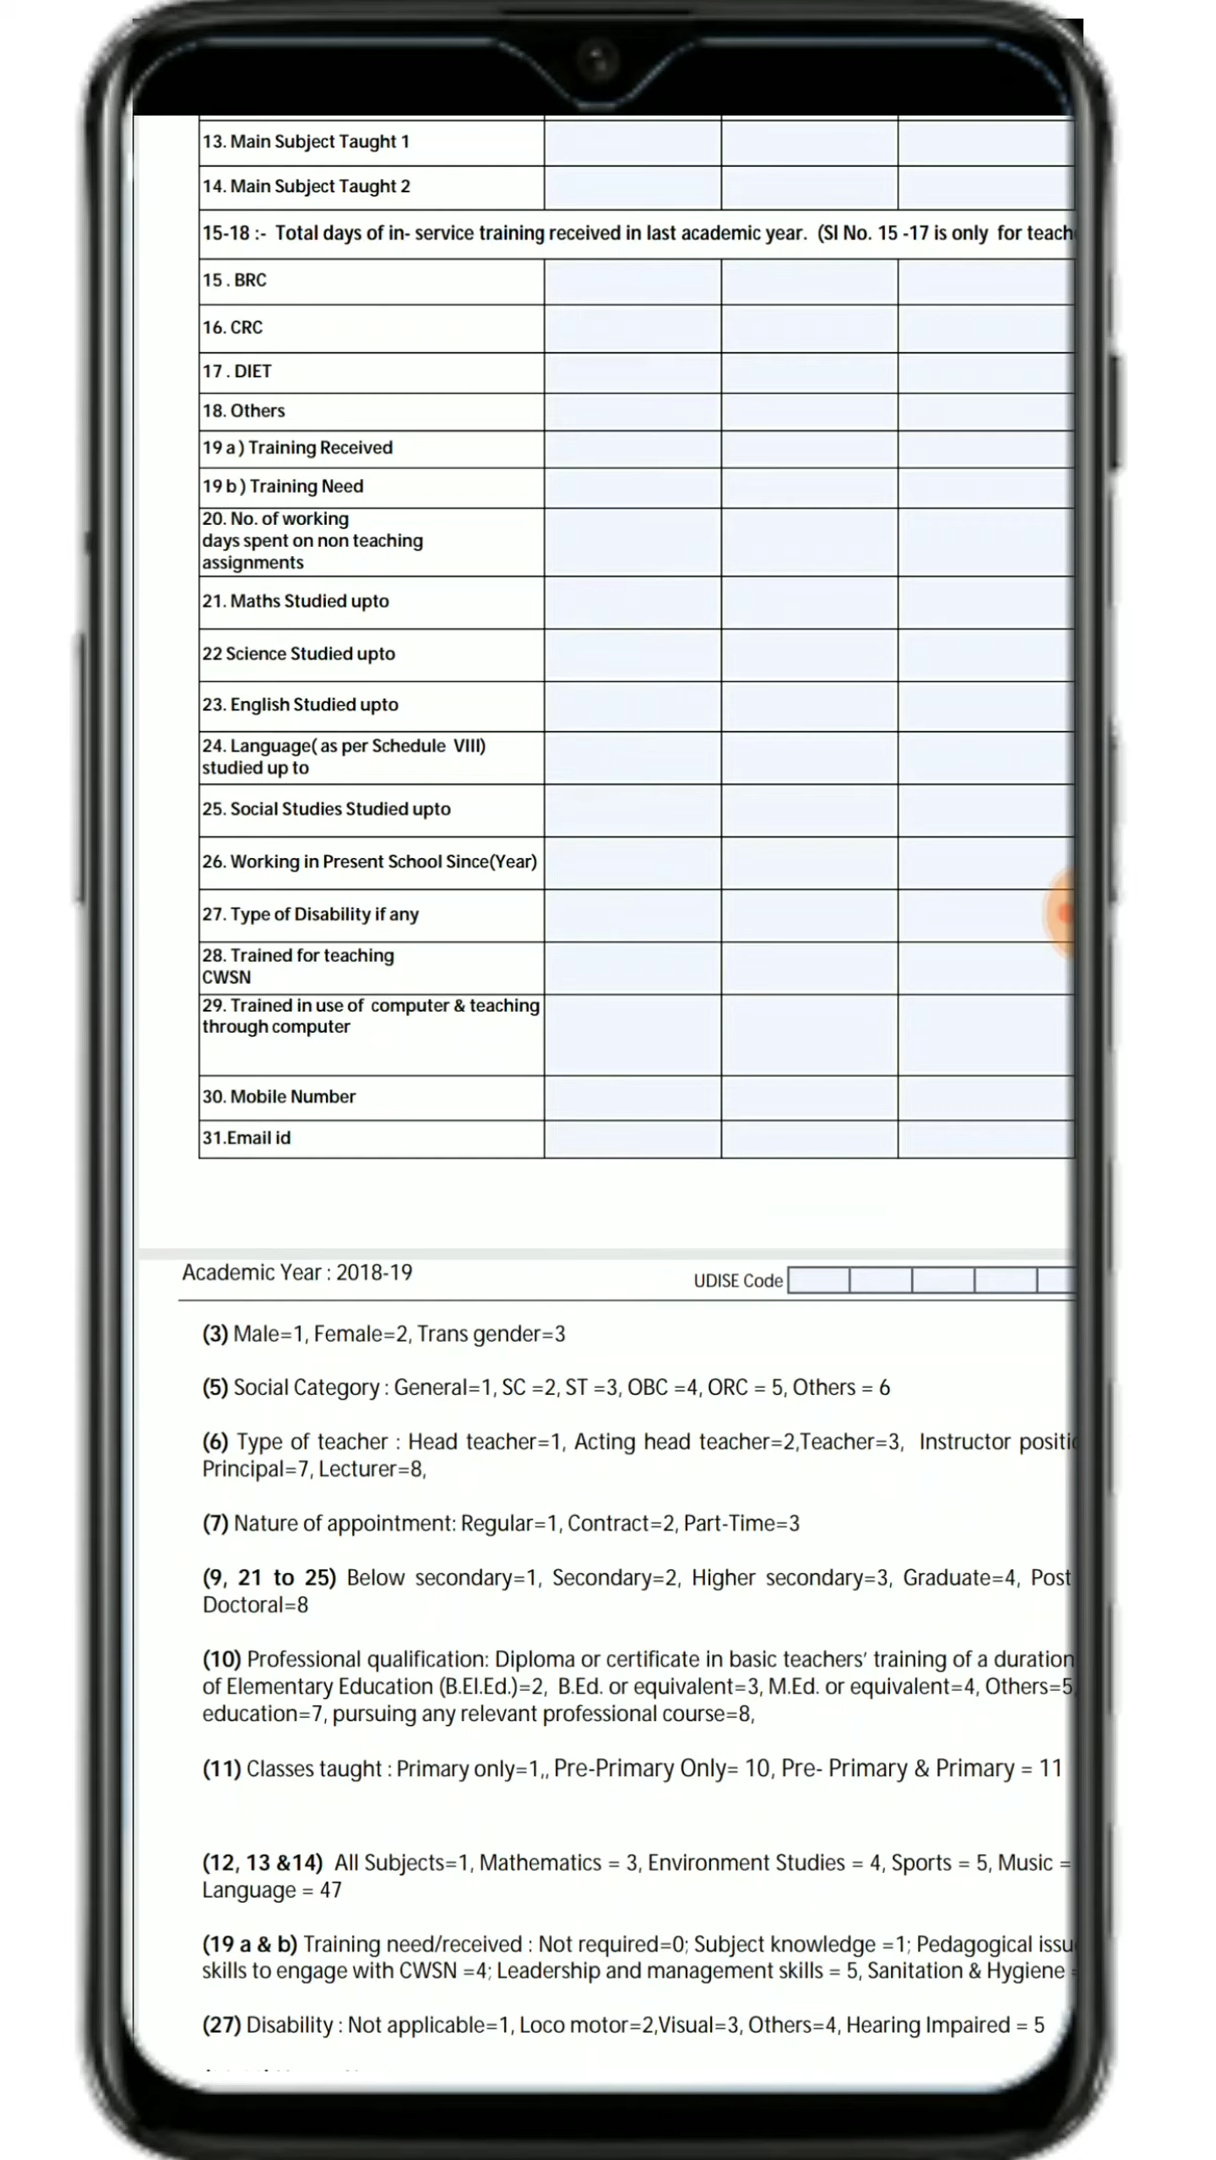 13. Main Subject Taught 1
14. Main Subject Taught 2
15-18 :- Total days of in- service training received in last academic year. (SI No. 15 -17 is only for teach
15 . BRC
16. CRC
17 . DIET
18. Others
19 a ) Training Received
19 b ) Training Need
20. No. of working
days spent on non teaching
assignments
21. Maths Studied upto
22 Science Studied upto
23. English Studied upto
24. Language( as per Schedule VIII)
studied up to
25. Social Studies Studied upto
26. Working in Present School Since(Year)
27. Type of Disability if any
28. Trained for teaching
CWSN
29. Trained in use of computer & teaching
through computer
30. Mobile Number
31.Email id
Academic Year : 2018-19
UDISE Code
(3) Male=1, Female=2, Trans gender=3
(5) Social Category : General=1, SC =2, ST =3, OBC =4, ORC = 5, Others = 6
(6) Type of teacher : Head teacher=1, Acting head teacher=2,Teacher=3, Instructor positi
Principal=7, Lecturer=8,
(7) Nature of appointment: Regular=1, Contract=2, Part-Time=3
(9, 21 to 25) Below secondary=1, Secondary=2, Higher secondary=3, Graduate=4, Post
Doctoral=8
(10) Professional qualification: Diploma or certificate in basic teachers' training of a duration
of Elementary Education (B.El.Ed.)=2, B.Ed. or equivalent=3, M.Ed. or equivalent=4, Others=5,
education=7, pursuing any relevant professional course=8,
(11) Classes taught : Primary only=1,, Pre-Primary Only= 10, Pre- Primary & Primary = 11
(12, 13 &14) All Subjects=1, Mathematics = 3, Environment Studies = 4, Sports = 5, Music =
Language = 47
(19 a & b) Training need/received : Not required=0; Subject knowledge =1; Pedagogical issu
skills to engage with CWSN =4; Leadership and management skills = 5, Sanitation & Hygiene =
(27) Disability : Not applicable=1, Loco motor=2,Visual=3, Others=4, Hearing Impaired = 5